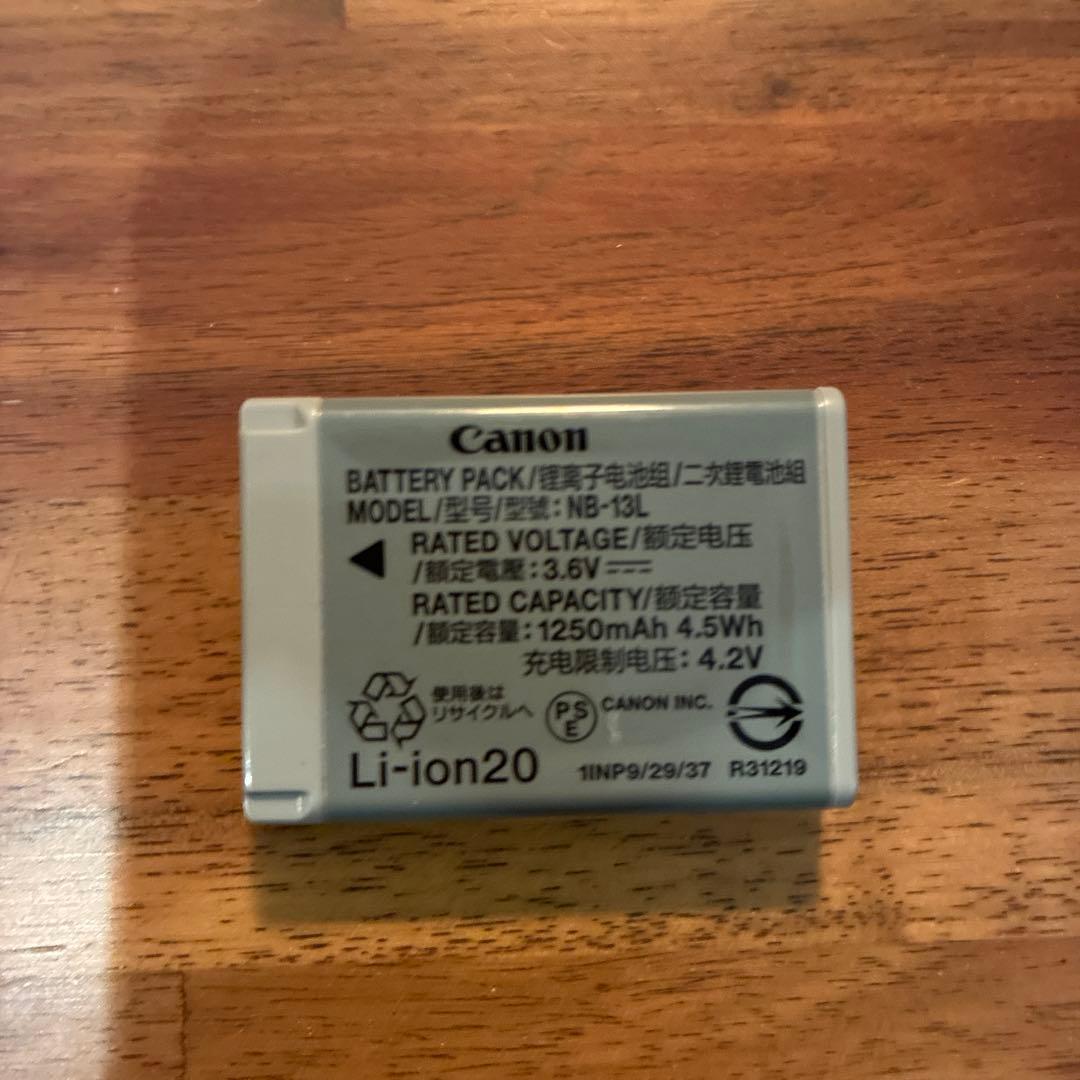 Canon
BATTERY PACK/锂离子电池组/二次鋰電池組
MODEL/型号/型號：NB-13L
RATED VOLTAGE/额定电压
/額定電壓：3.6V
RATED CAPACITY/额定容量
/額定容量：1250mAh 4.5Wh
充电限制电压：4.2V
使用後は
リサイクルへ
PSE
CANON INC.
Li-ion20
1INP9/29/37 R31219